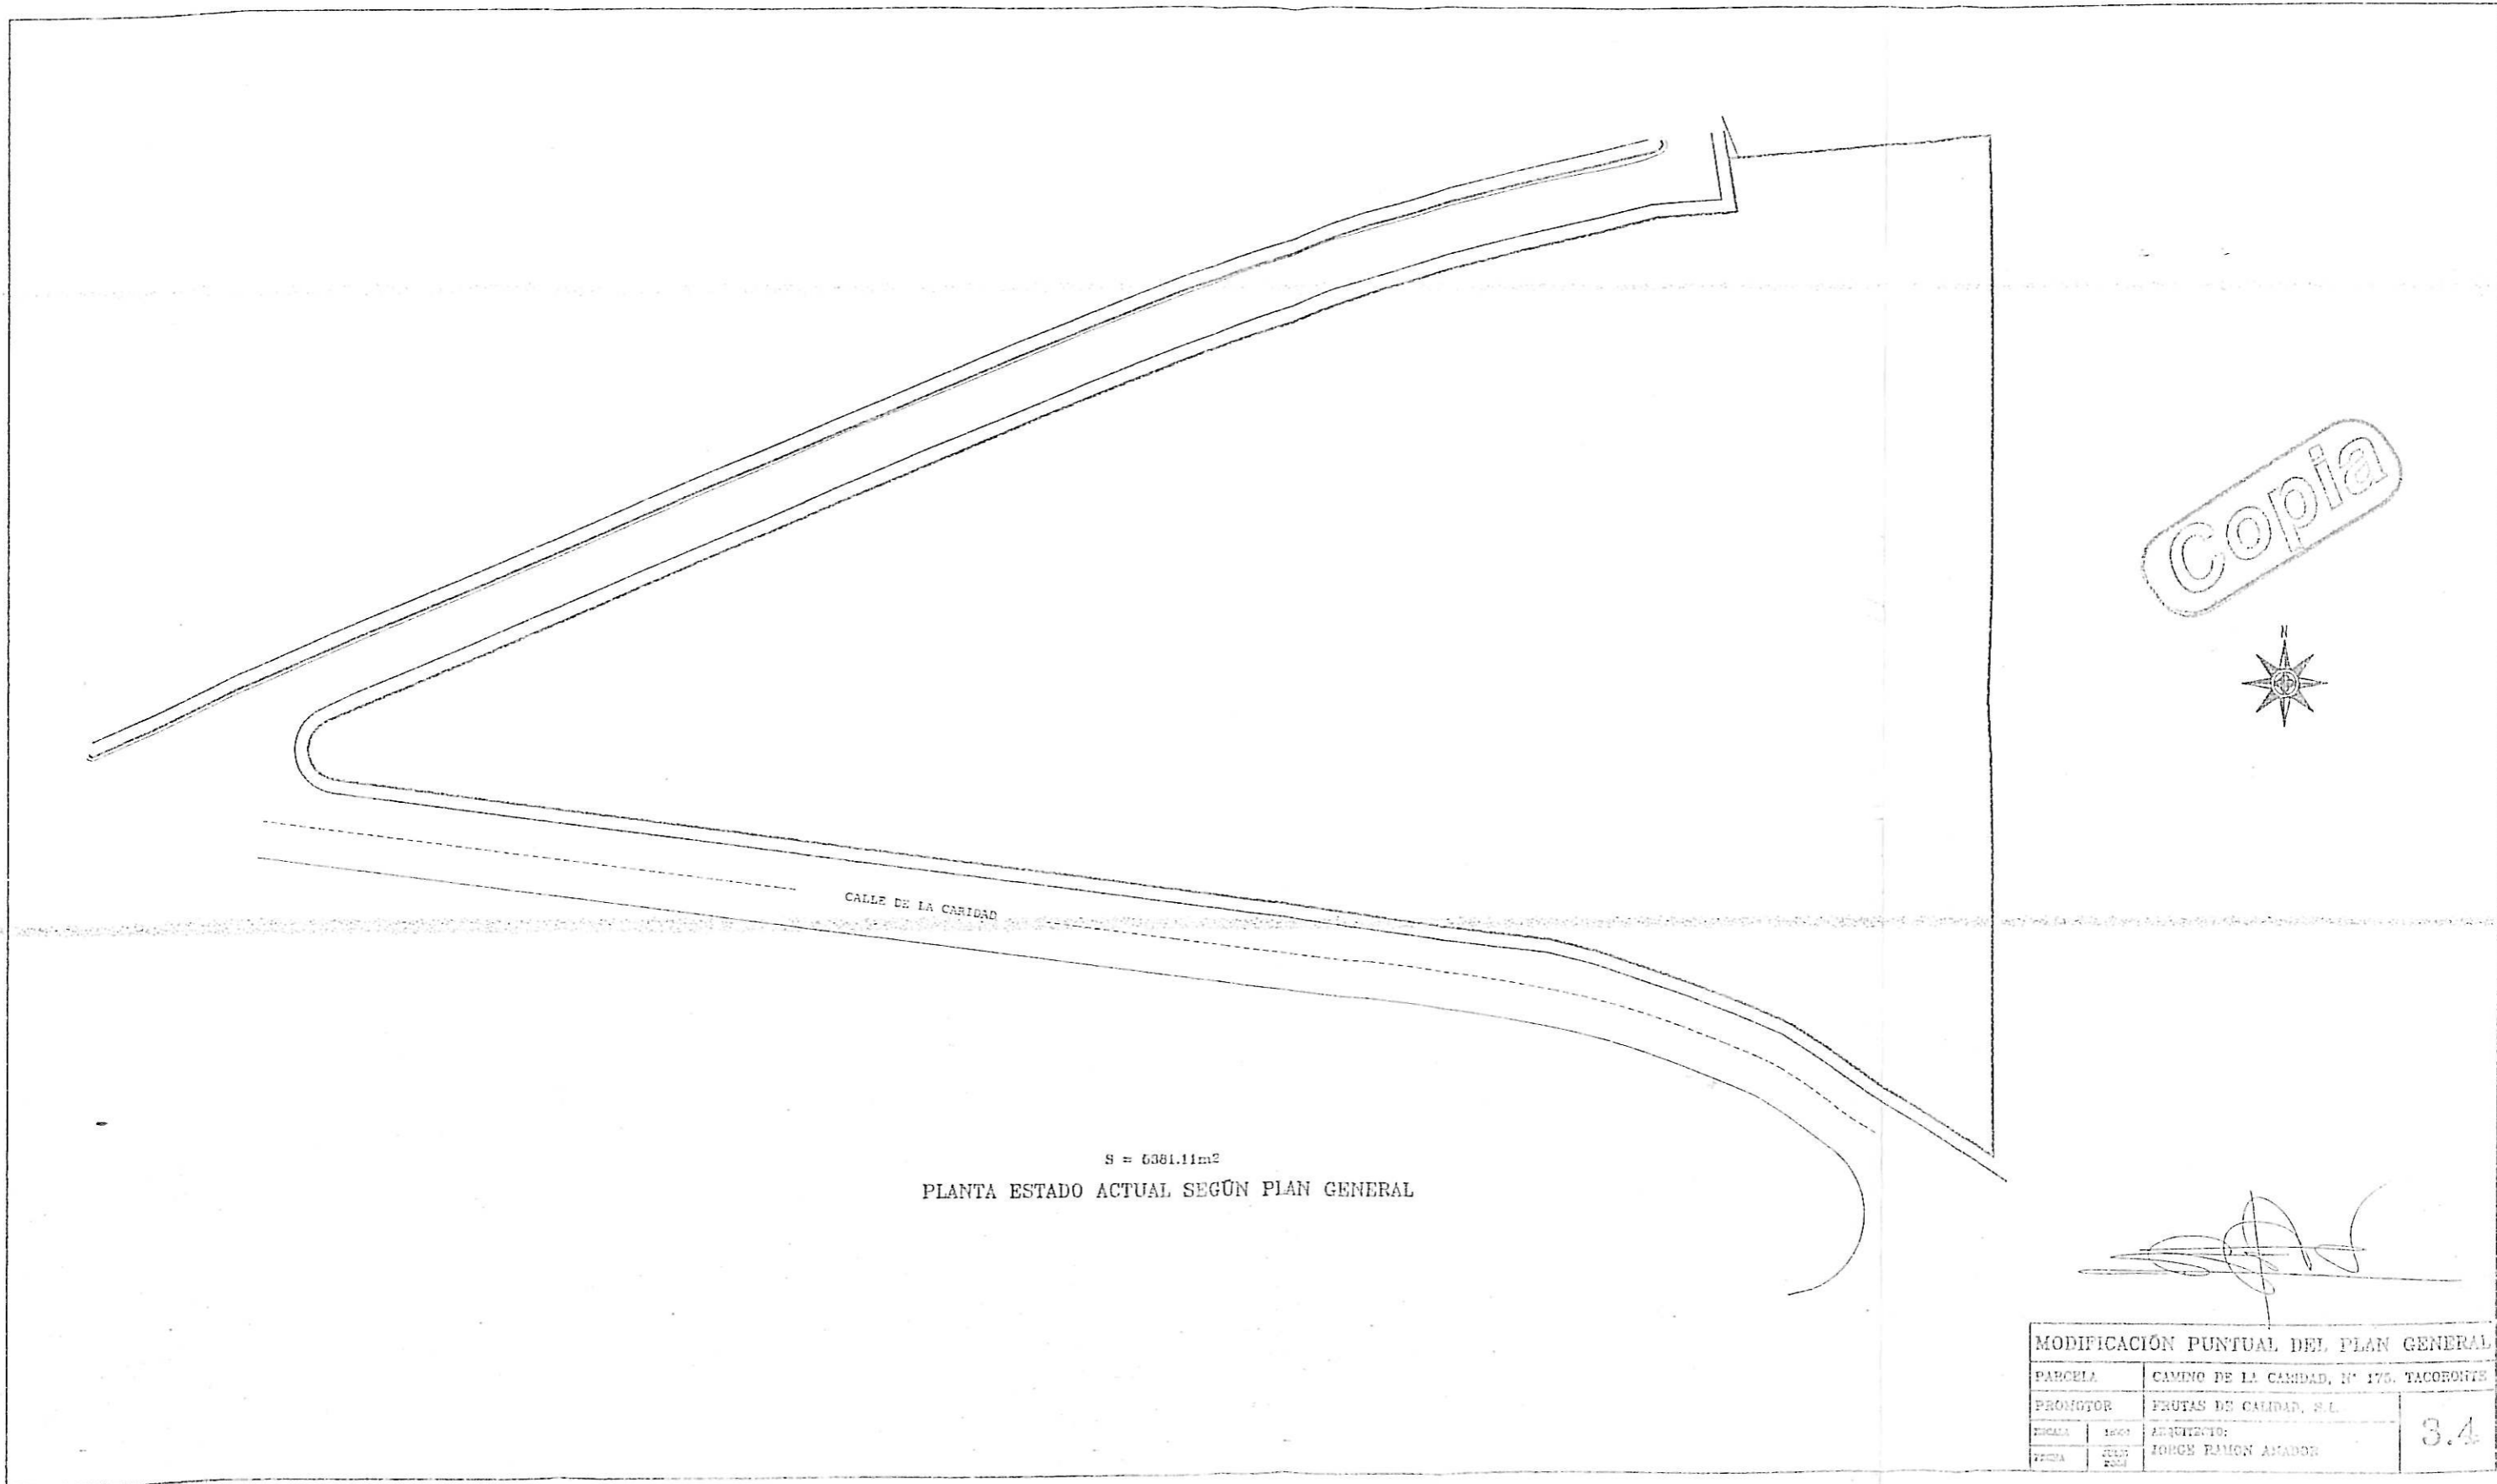 Copia
N
CALLE DE LA CARIDAD
S = 6381.11m2
PLANTA ESTADO ACTUAL SEGÚN PLAN GENERAL
MODIFICACIÓN PUNTUAL DEL PLAN GENERAL
PARCELA CAMINO DE LA CARIDAD, Nº 175. TACORONTE
PROMOTOR FRUTAS DE CALIDAD, S.L.
ESCALA ARQUITECTO:
FECHA JORGE RAMON AMADOR
3.4